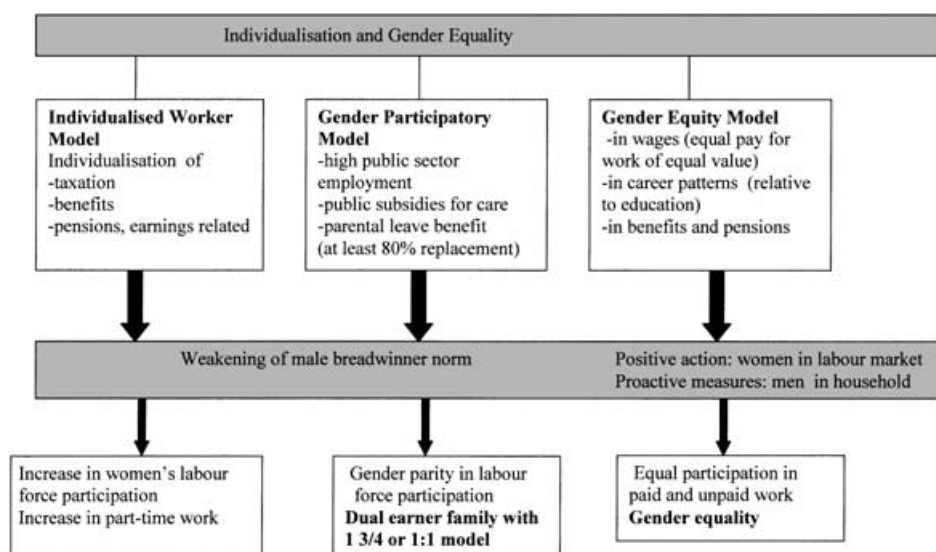 Individualisation and Gender Equality
Individualised Worker
Model
Individualisation of
-taxation
-benefits
-pensions, earnings related
Gender Participatory
Model
-high public sector
employment
-public subsidies for care
-parental leave benefit
(at least 80% replacement)
Gender Equity Model
-in wages (equal pay for
work of equal value)
-in career patterns (relative
to education)
-in benefits and pensions
Weakening of male breadwinner norm
Positive action: women in labour market
Proactive measures: men in household
Increase in women's labour
force participation
Increase in part-time work
Gender parity in labour
force participation
Dual earner family with
1 3/4 or 1:1 model
Equal participation in
paid and unpaid work
Gender equality